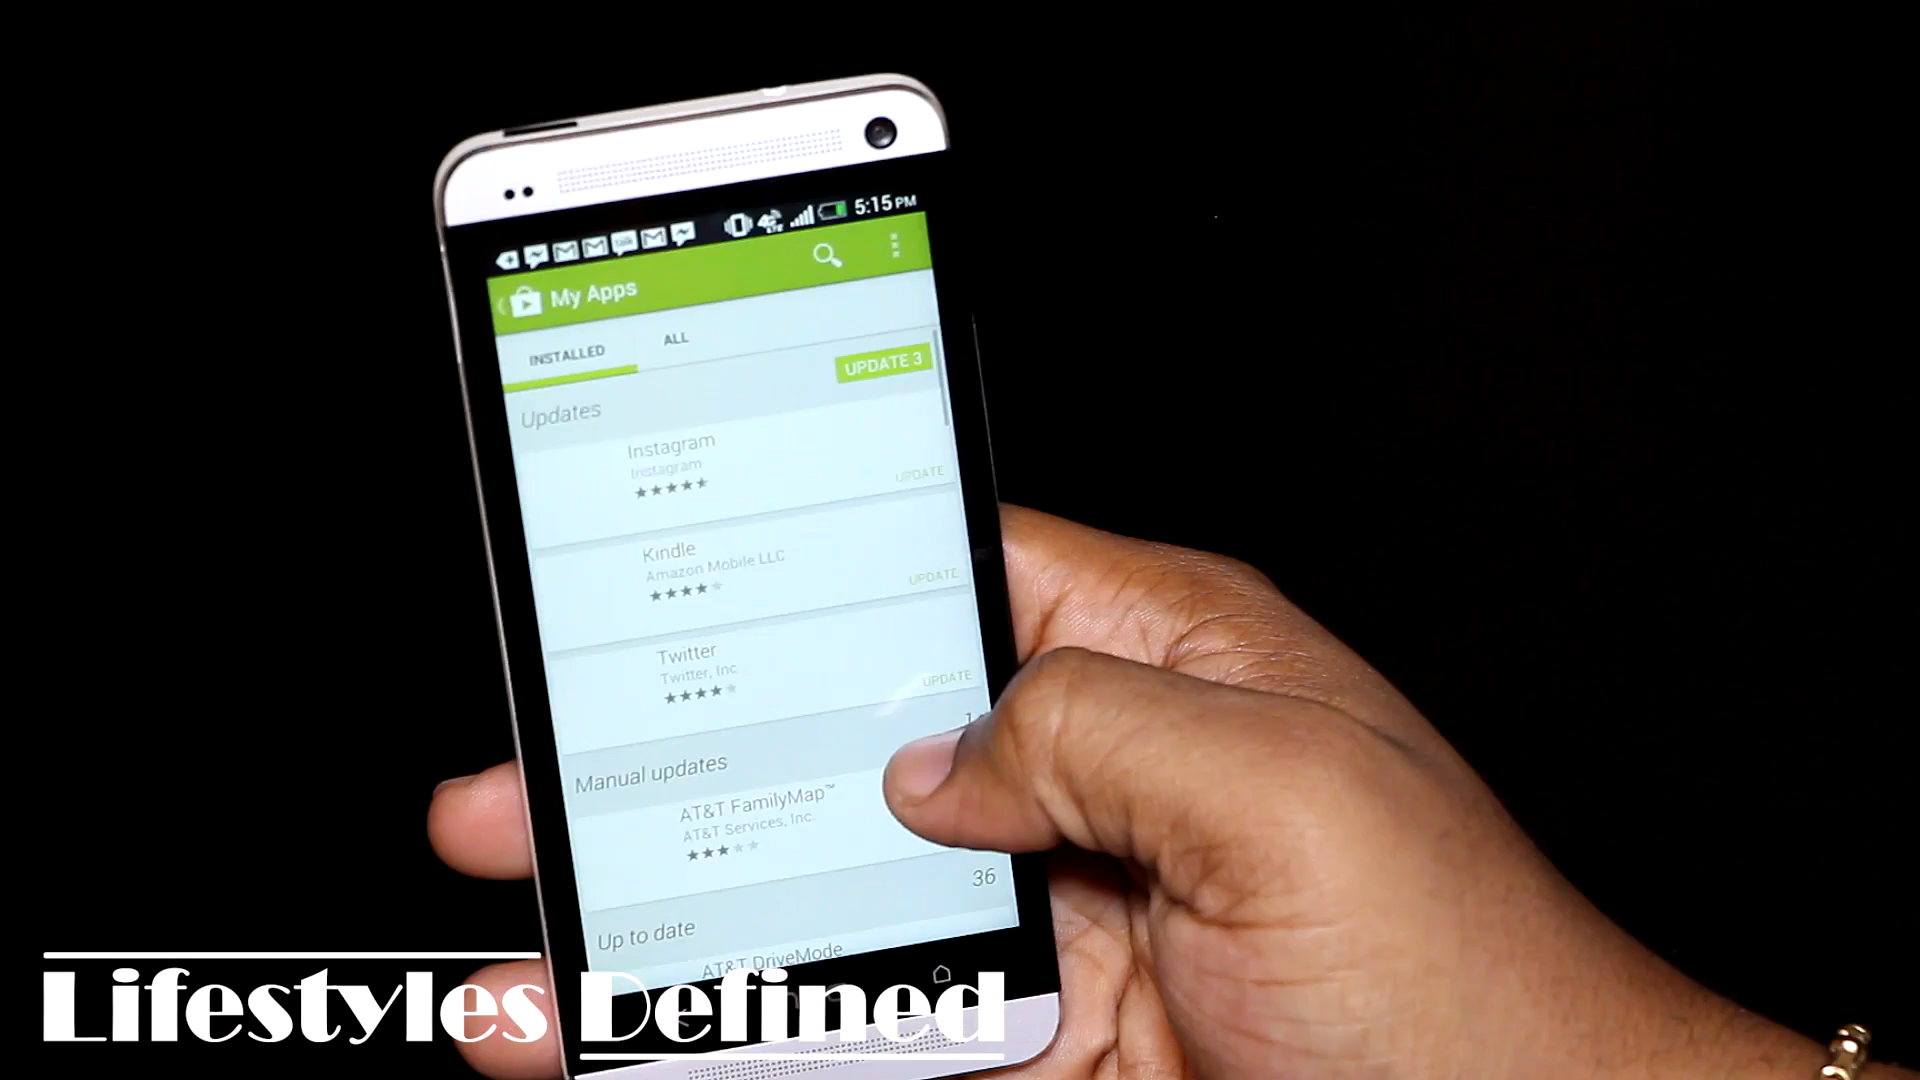 5:15 PM
My Apps
INSTALLED
ALL
UPDATE 3
Updates
Instagram
Instagram
UPDATE
Kindle
Amazon Mobile LLC
UPDATE
Twitter
Twitter, Inc.
UPDATE
Manual updates
AT&T FamilyMap™
AT&T Services, Inc.
Up to date
36
AT&T DriveMode
Lifestyles Defined